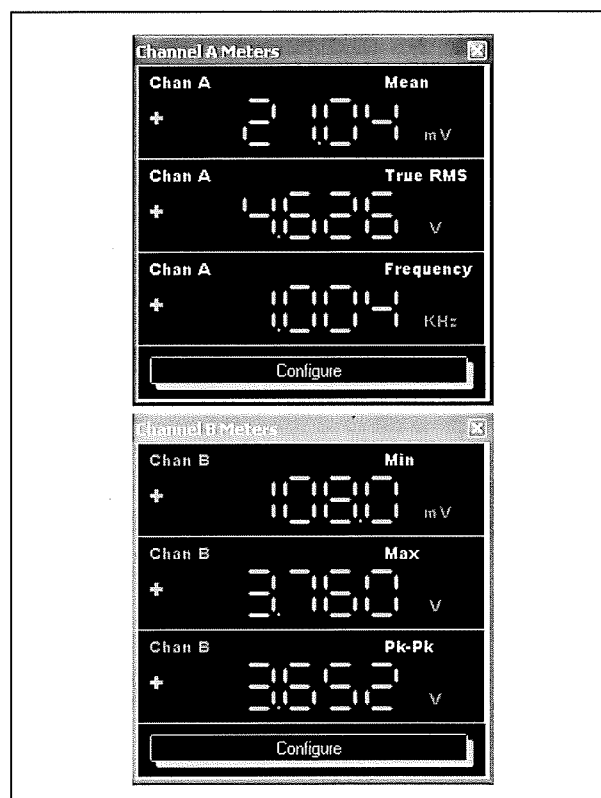 Channel A Meters
Chan A Mean
+ 21.04 mV
Chan A True RMS
+ 4.626 V
Chan A Frequency
+ 1.004 KHz
Configure
Channel B Meters
Chan B Min
+ 108.0 mV
Chan B Max
+ 3.760 V
Chan B Pk-Pk
+ 3.652 V
Configure